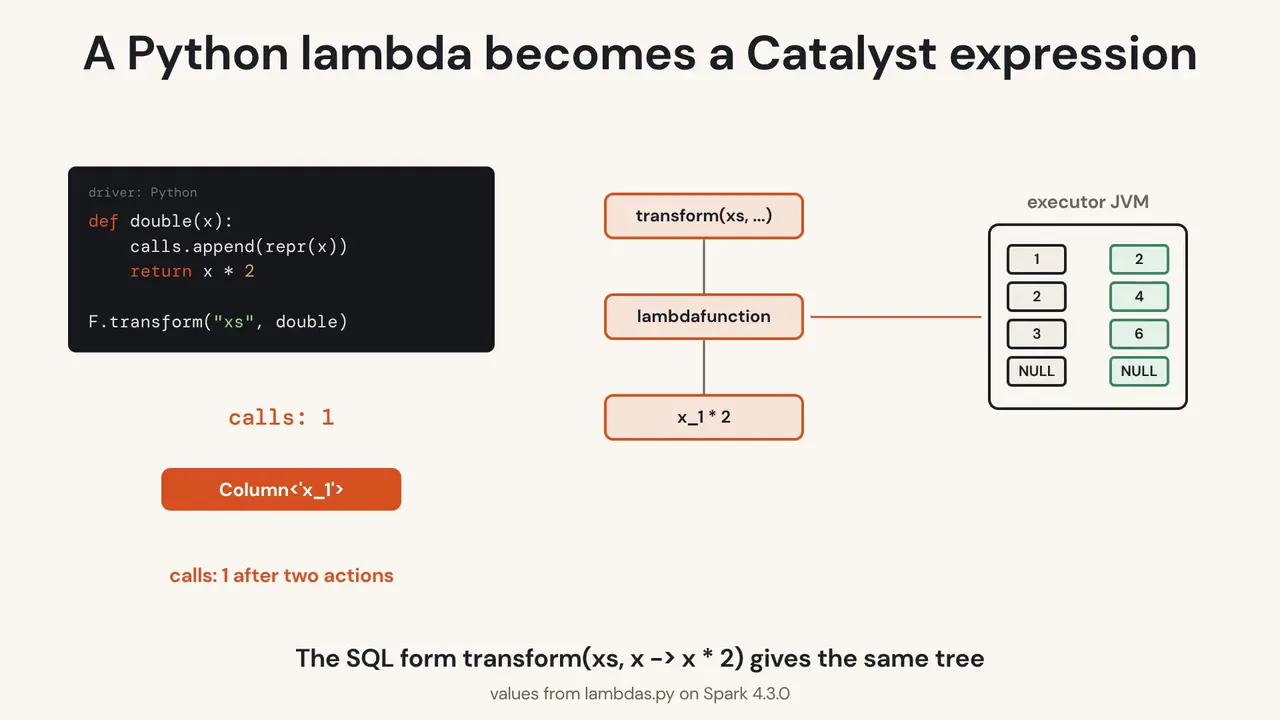 A Python lambda becomes a Catalyst expression
driver: Python
def double(x):
    calls.append(repr(x))
    return x * 2
F.transform("xs", double)
calls: 1
Column<'x_1'>
calls: 1 after two actions
transform(xs, ...)
lambdafunction
x_1 * 2
executor JVM
1 2
2 4
3 6
NULL NULL
The SQL form transform(xs, x -> x * 2) gives the same tree
values from lambdas.py on Spark 4.3.0